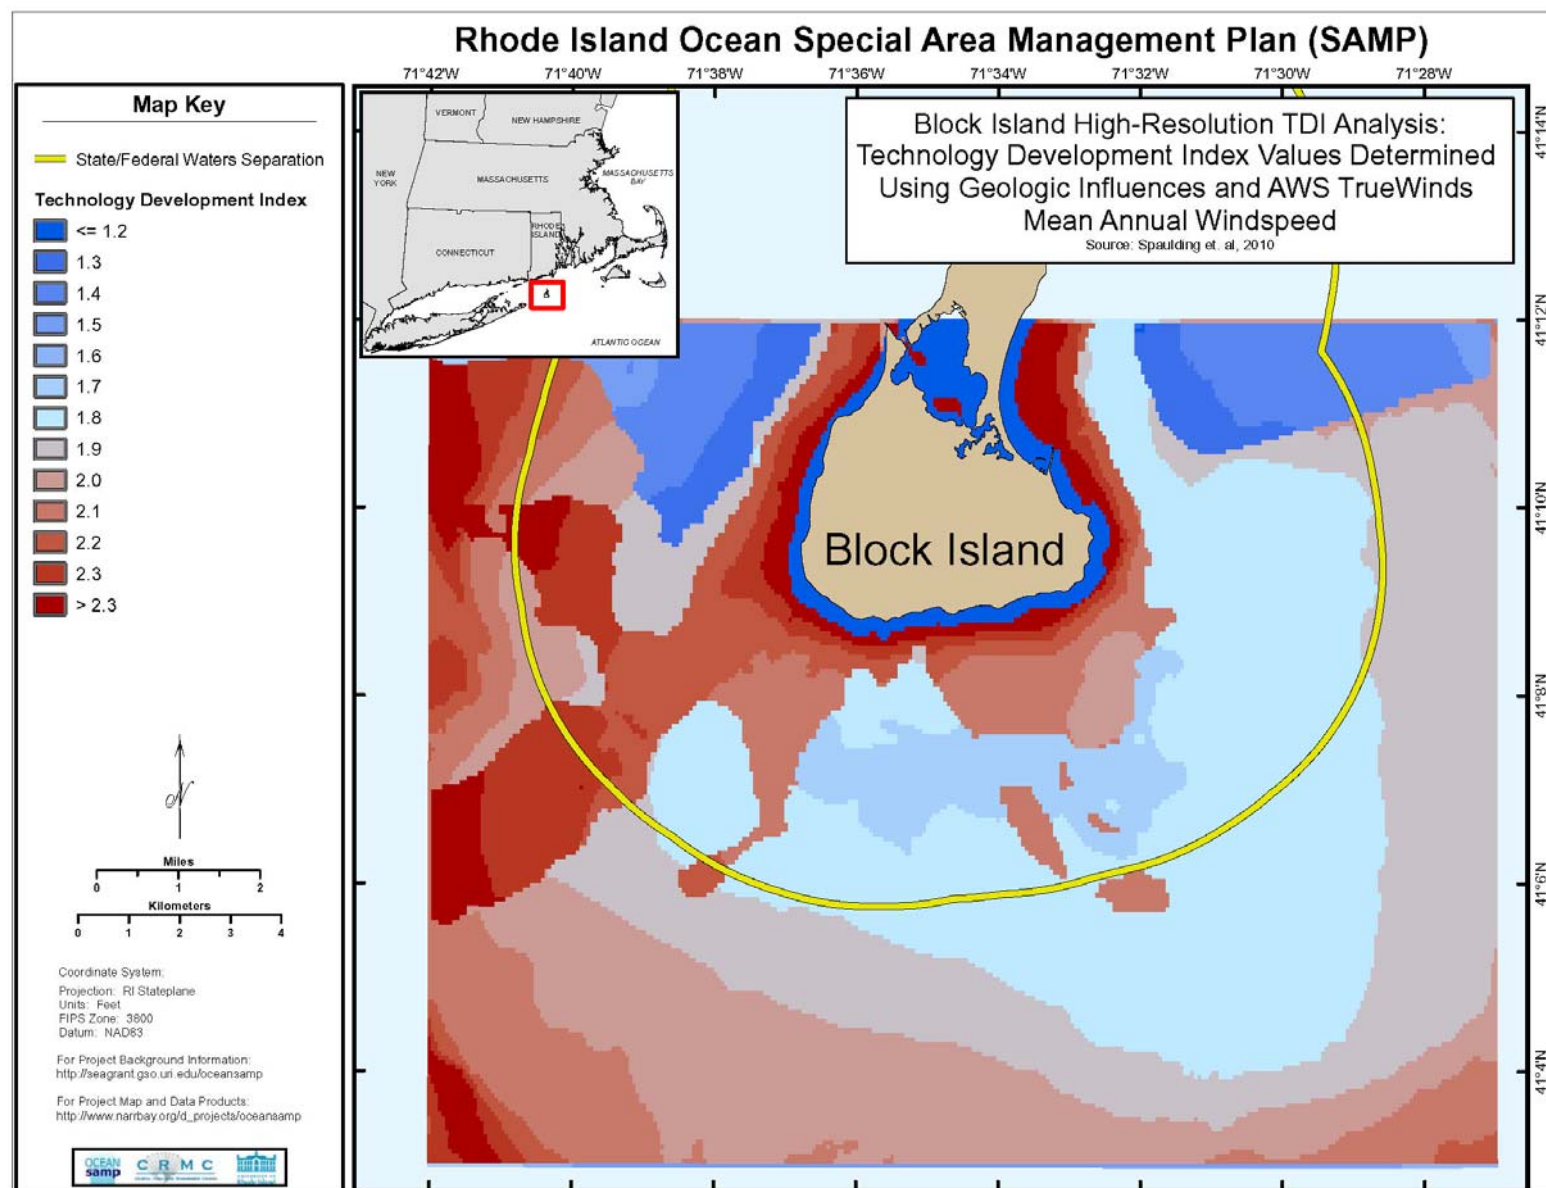 Rhode Island Ocean Special Area Management Plan (SAMP)
71°42'W
71°40'W
71°38'W
71°36'W
71°34'W
71°32'W
71°30'W
71°28'W
Map Key
State/Federal Waters Separation
Technology Development Index
<= 1.2
1.3
1.4
1.5
1.6
1.7
1.8
1.9
2.0
2.1
2.2
2.3
> 2.3
N
Miles
0 1 2
Kilometers
0 1 2 3 4
Coordinate System:
Projection: RI Stateplane
Units: Feet
FIPS Zone: 3800
Datum: NAD83
For Project Background Information:
http://seagrant.gso.uri.edu/oceansamp
For Project Map and Data Products:
http://www.narrbay.org/d_projects/oceansamp
OCEAN
samp
CRMC
VERMONT
NEW HAMPSHIRE
NEW
YORK
MASSACHUSETTS
MASSACHUSETTS
BAY
RHODE
ISLAND
CONNECTICUT
ATLANTIC OCEAN
Block Island High-Resolution TDI Analysis:
Technology Development Index Values Determined
Using Geologic Influences and AWS TrueWinds
Mean Annual Windspeed
Source: Spaulding et. al, 2010
Block Island
41°14'N
41°12'N
41°10'N
41°8'N
41°6'N
41°4'N